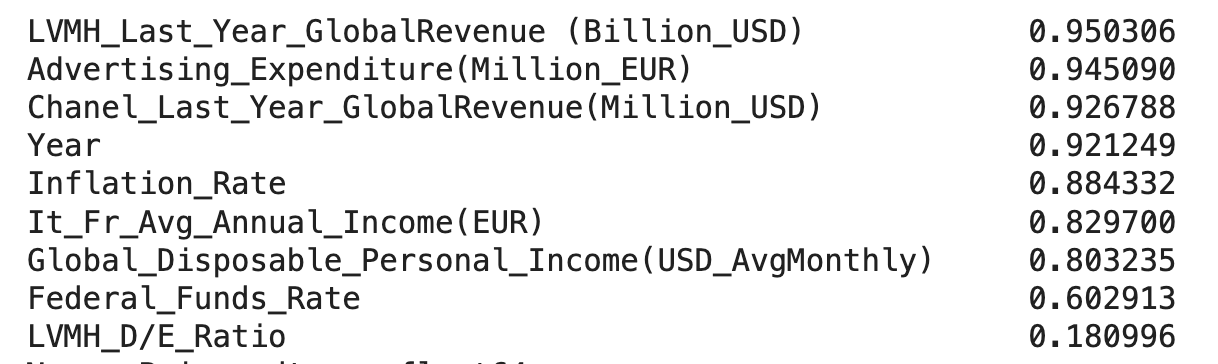 LVMH_Last_Year_GlobalRevenue (Billion_USD) 0.950306
Advertising_Expenditure(Million_EUR) 0.945090
Chanel_Last_Year_GlobalRevenue(Million_USD) 0.926788
Year 0.921249
Inflation_Rate 0.884332
It_Fr_Avg_Annual_Income(EUR) 0.829700
Global_Disposable_Personal_Income(USD_AvgMonthly) 0.803235
Federal_Funds_Rate 0.602913
LVMH_D/E_Ratio 0.180996